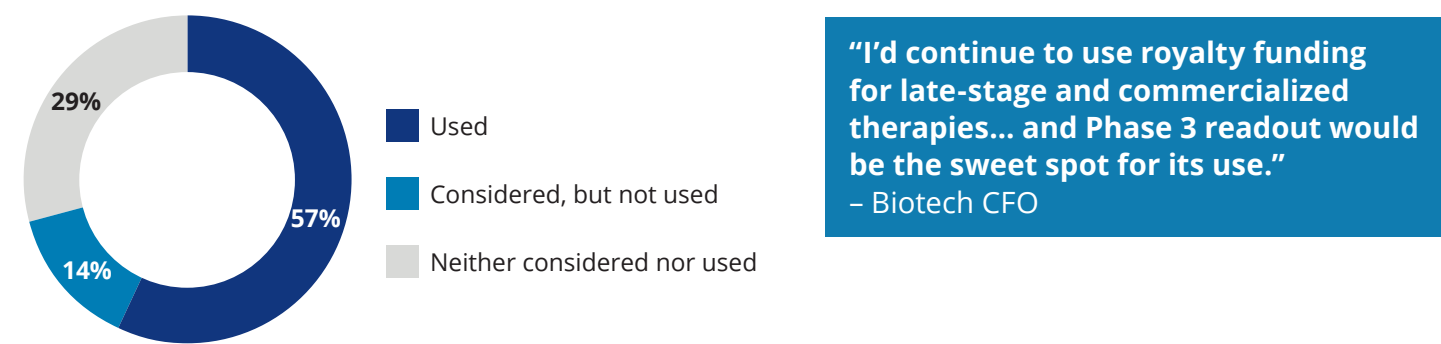 29%
57%
14%
Used
Considered, but not used
Neither considered nor used
“I’d continue to use royalty funding
for late-stage and commercialized
therapies... and Phase 3 readout would
be the sweet spot for its use.”
– Biotech CFO